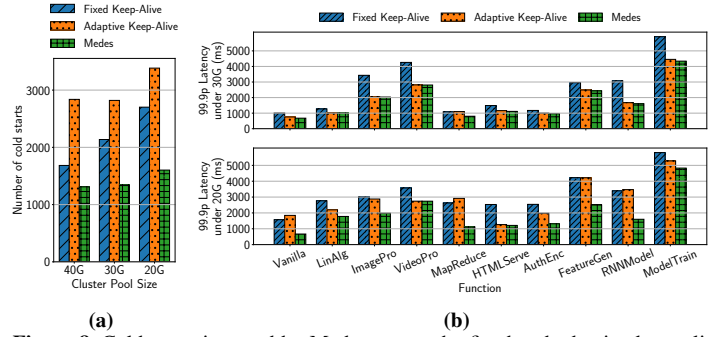 Fixed Keep-Alive
Adaptive Keep-Alive
Medes
Number of cold starts
3000
2000
1000
0
40G 30G 20G
Cluster Pool Size
(a)
Fixed Keep-Alive Adaptive Keep-Alive Medes
99.9p Latency
under 30G (ms)
5000
4000
3000
2000
1000
0
99.9p Latency
under 20G (ms)
5000
4000
3000
2000
1000
0
Vanilla LinAlg ImagePro VideoPro MapReduce HTMLServe AuthEnc FeatureGen RNNModel ModelTrain
Function
(b)